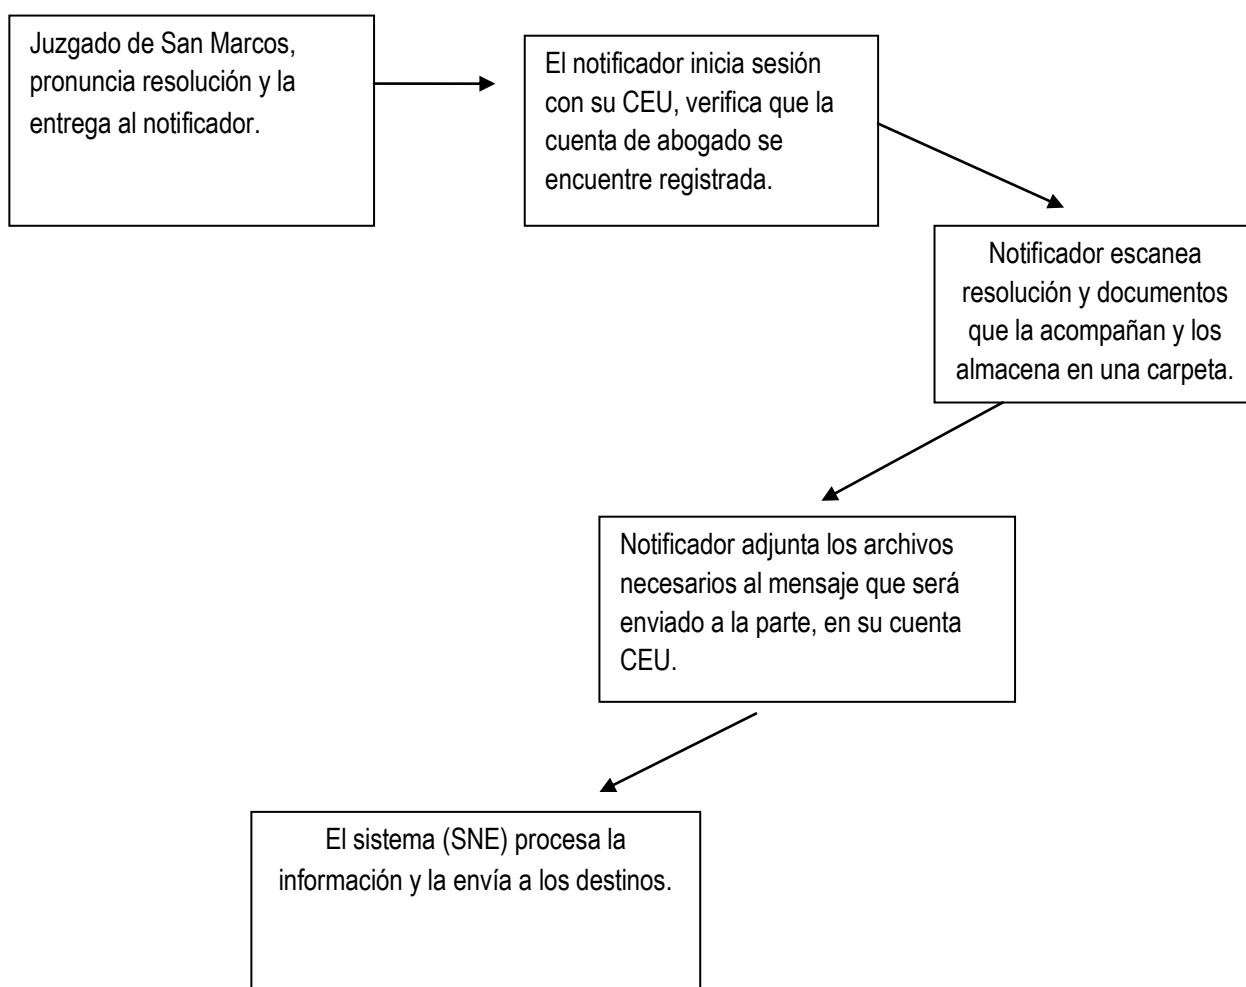 Juzgado de San Marcos,
pronuncia resolución y la
entrega al notificador.
El notificador inicia sesión
con su CEU, verifica que la
cuenta de abogado se
encuentre registrada.
Notificador escanea
resolución y documentos
que la acompañan y los
almacena en una carpeta.
Notificador adjunta los archivos
necesarios al mensaje que será
enviado a la parte, en su cuenta
CEU.
El sistema (SNE) procesa la
información y la envía a los destinos.